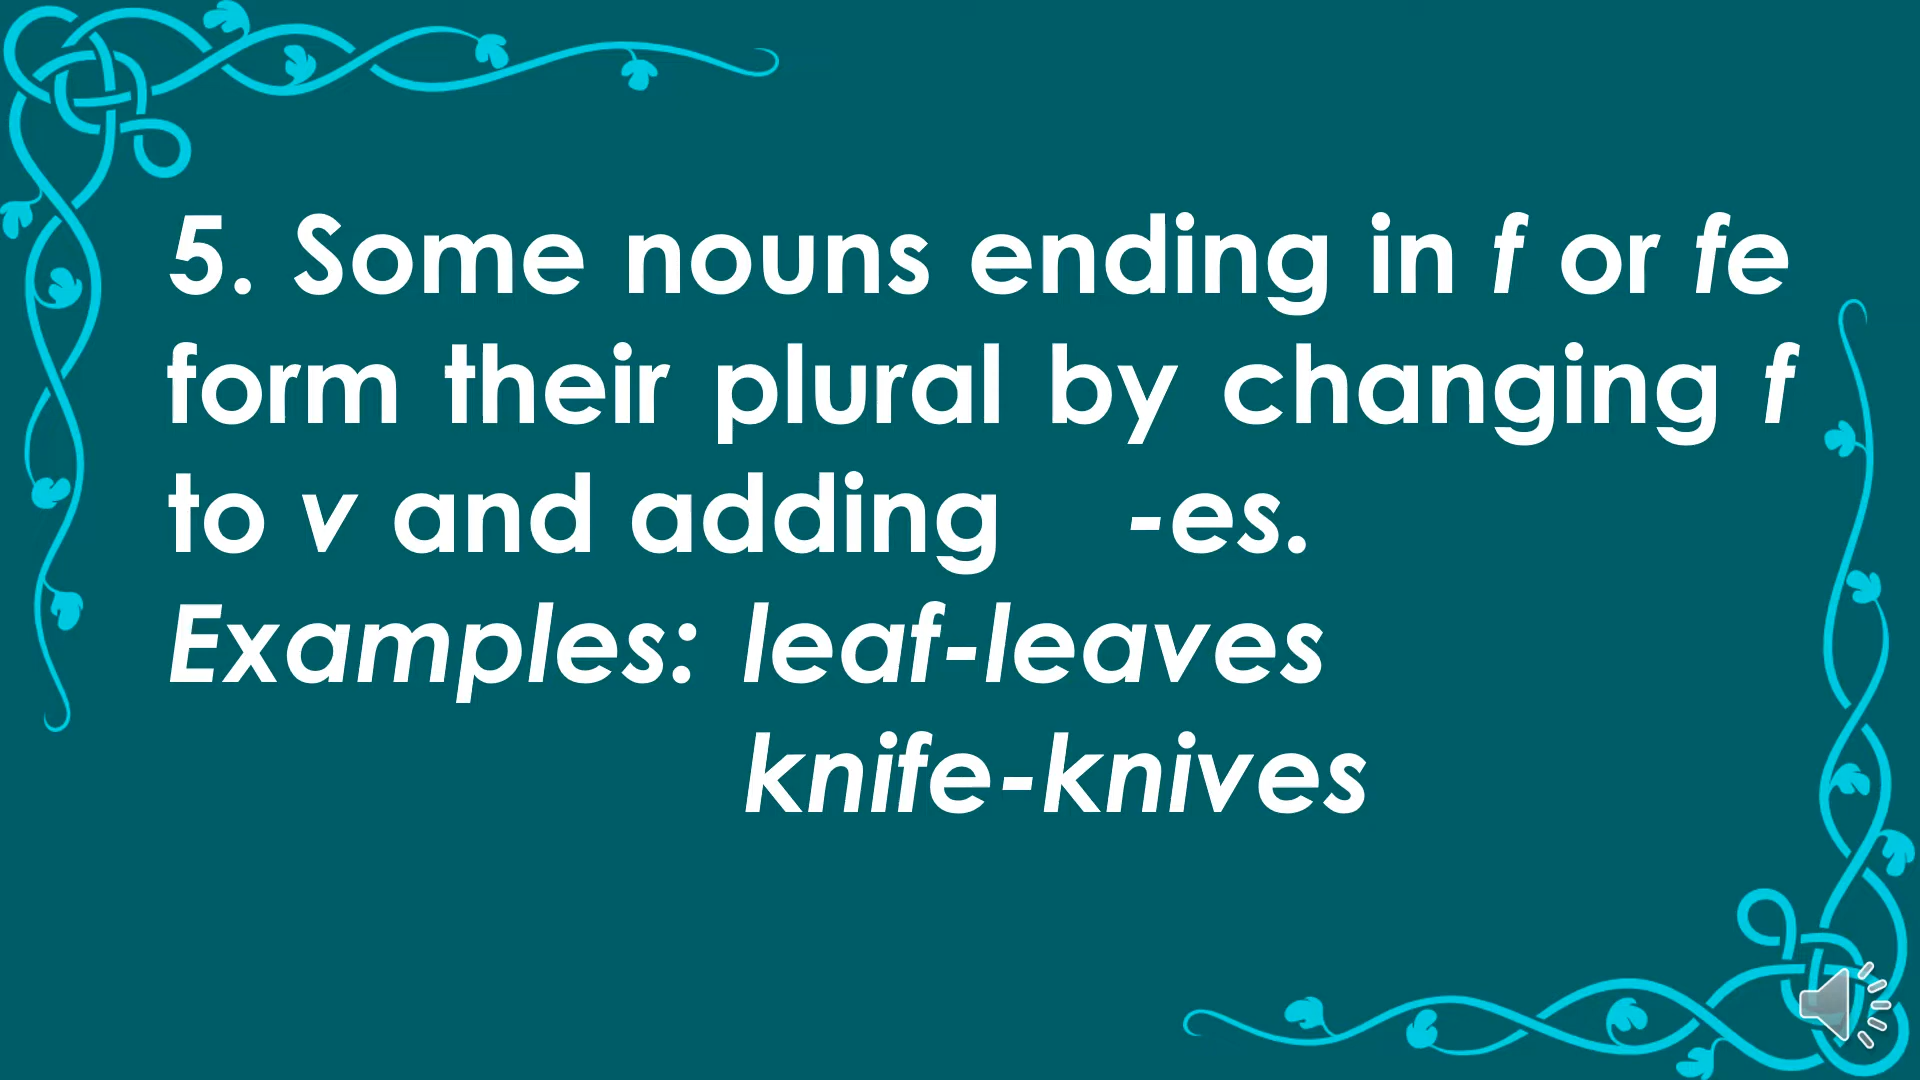 5. Some nouns ending in f or fe
form their plural by changing f
to v and adding -es.
Examples: leaf-leaves
knife-knives